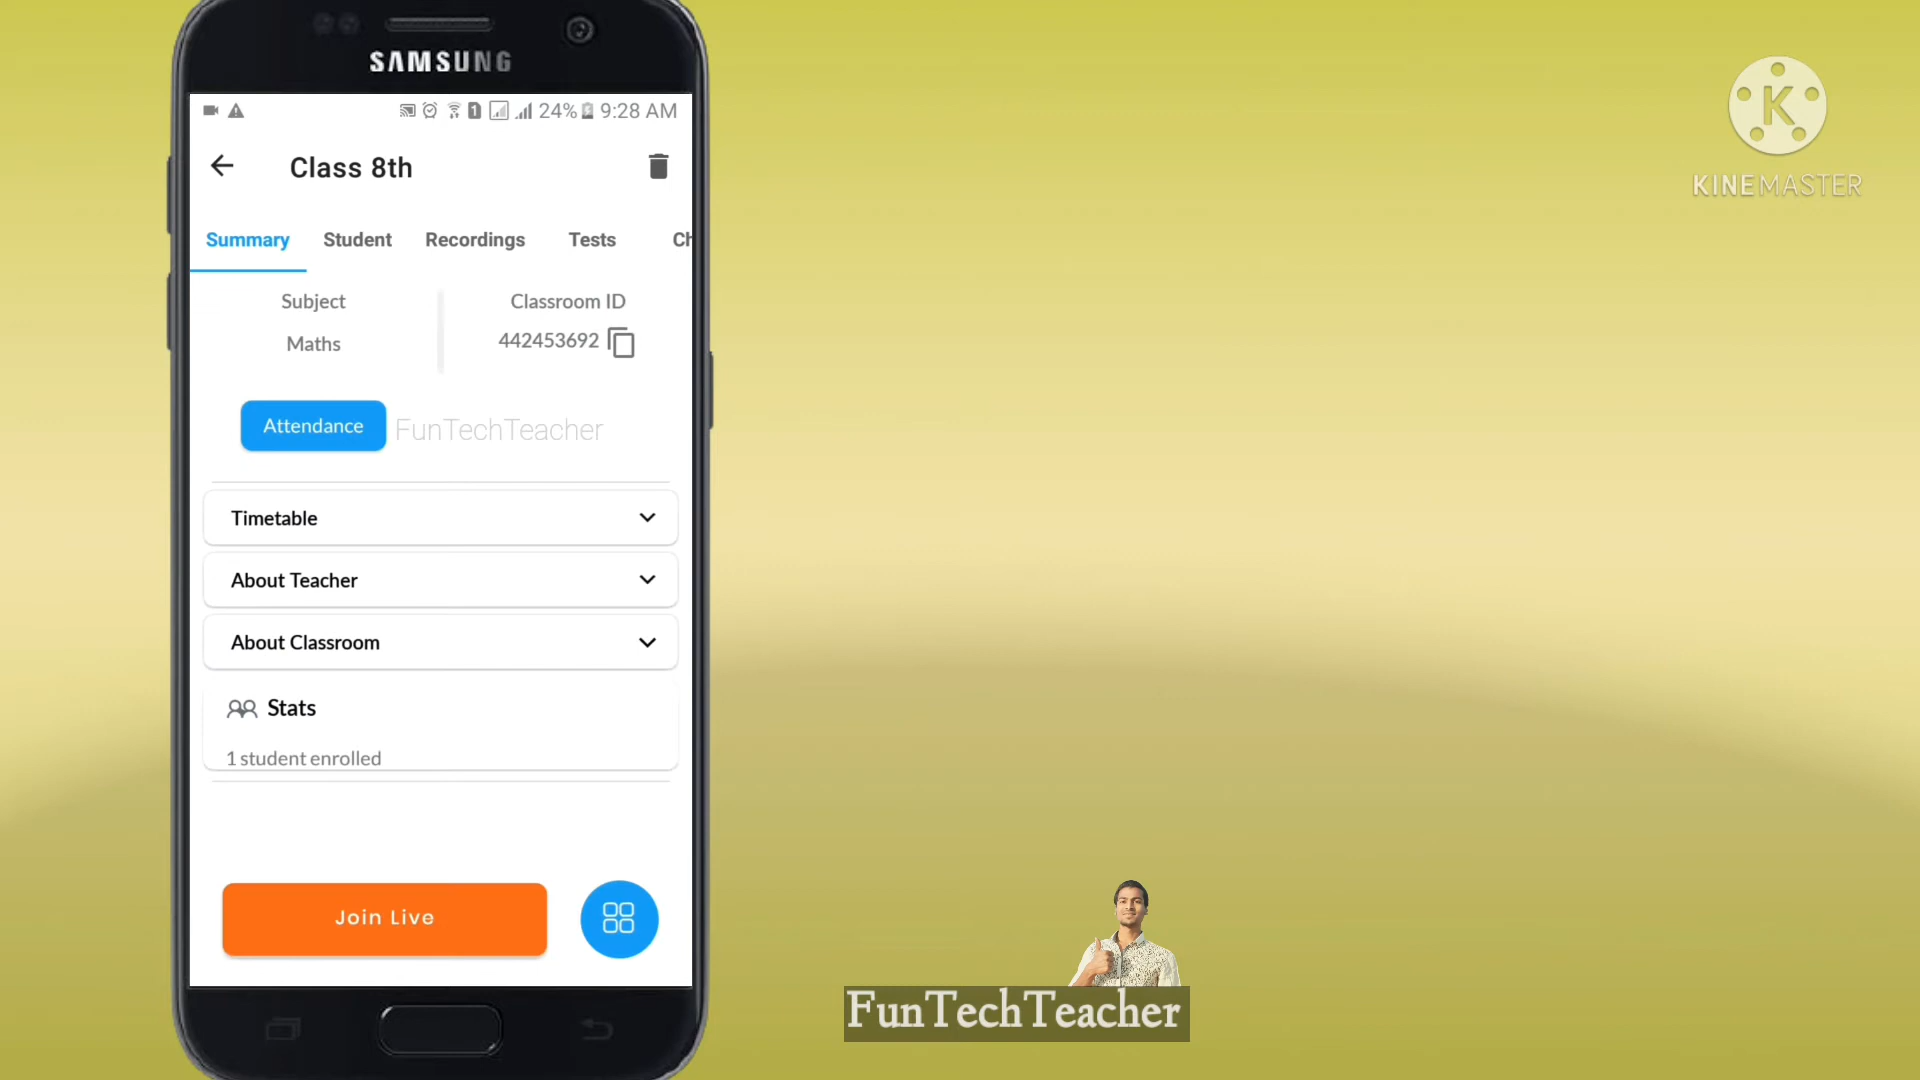 SAMSUNG
24% 9:28 AM
Class 8th
Summary Student Recordings Tests Ch
Subject
Classroom ID
Maths
442453692
Attendance
FunTechTeacher
Timetable
About Teacher
About Classroom
Stats
1 student enrolled
Join Live
K
KINEMASTER
FunTechTeacher